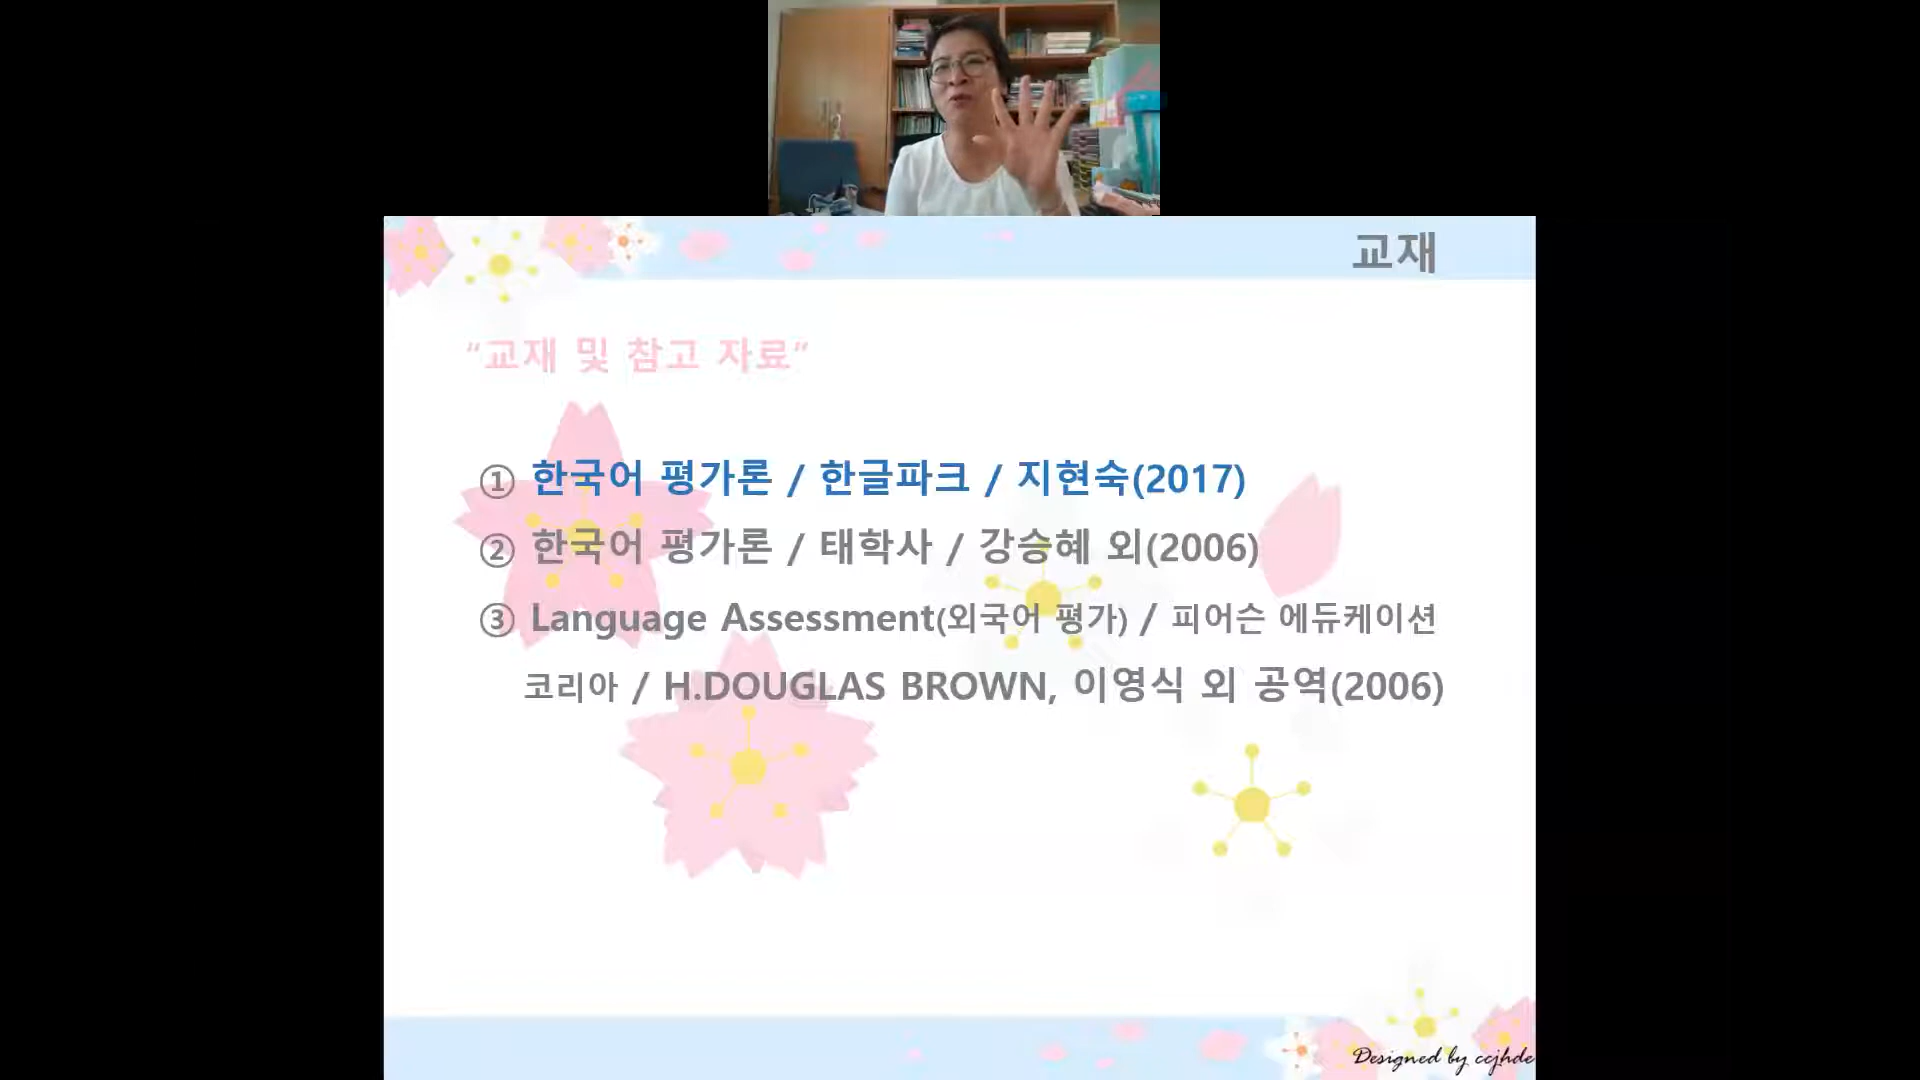 교재
“교재 및 참고 자료”
① 한국어 평가론 / 한글파크 / 지현숙(2017)
② 한국어 평가론 / 태학사 / 강승혜 외(2006)
③ Language Assessment(외국어 평가) / 피어슨 에듀케이션
코리아 / H.DOUGLAS BROWN, 이영식 외 공역(2006)
Designed by ccjhde